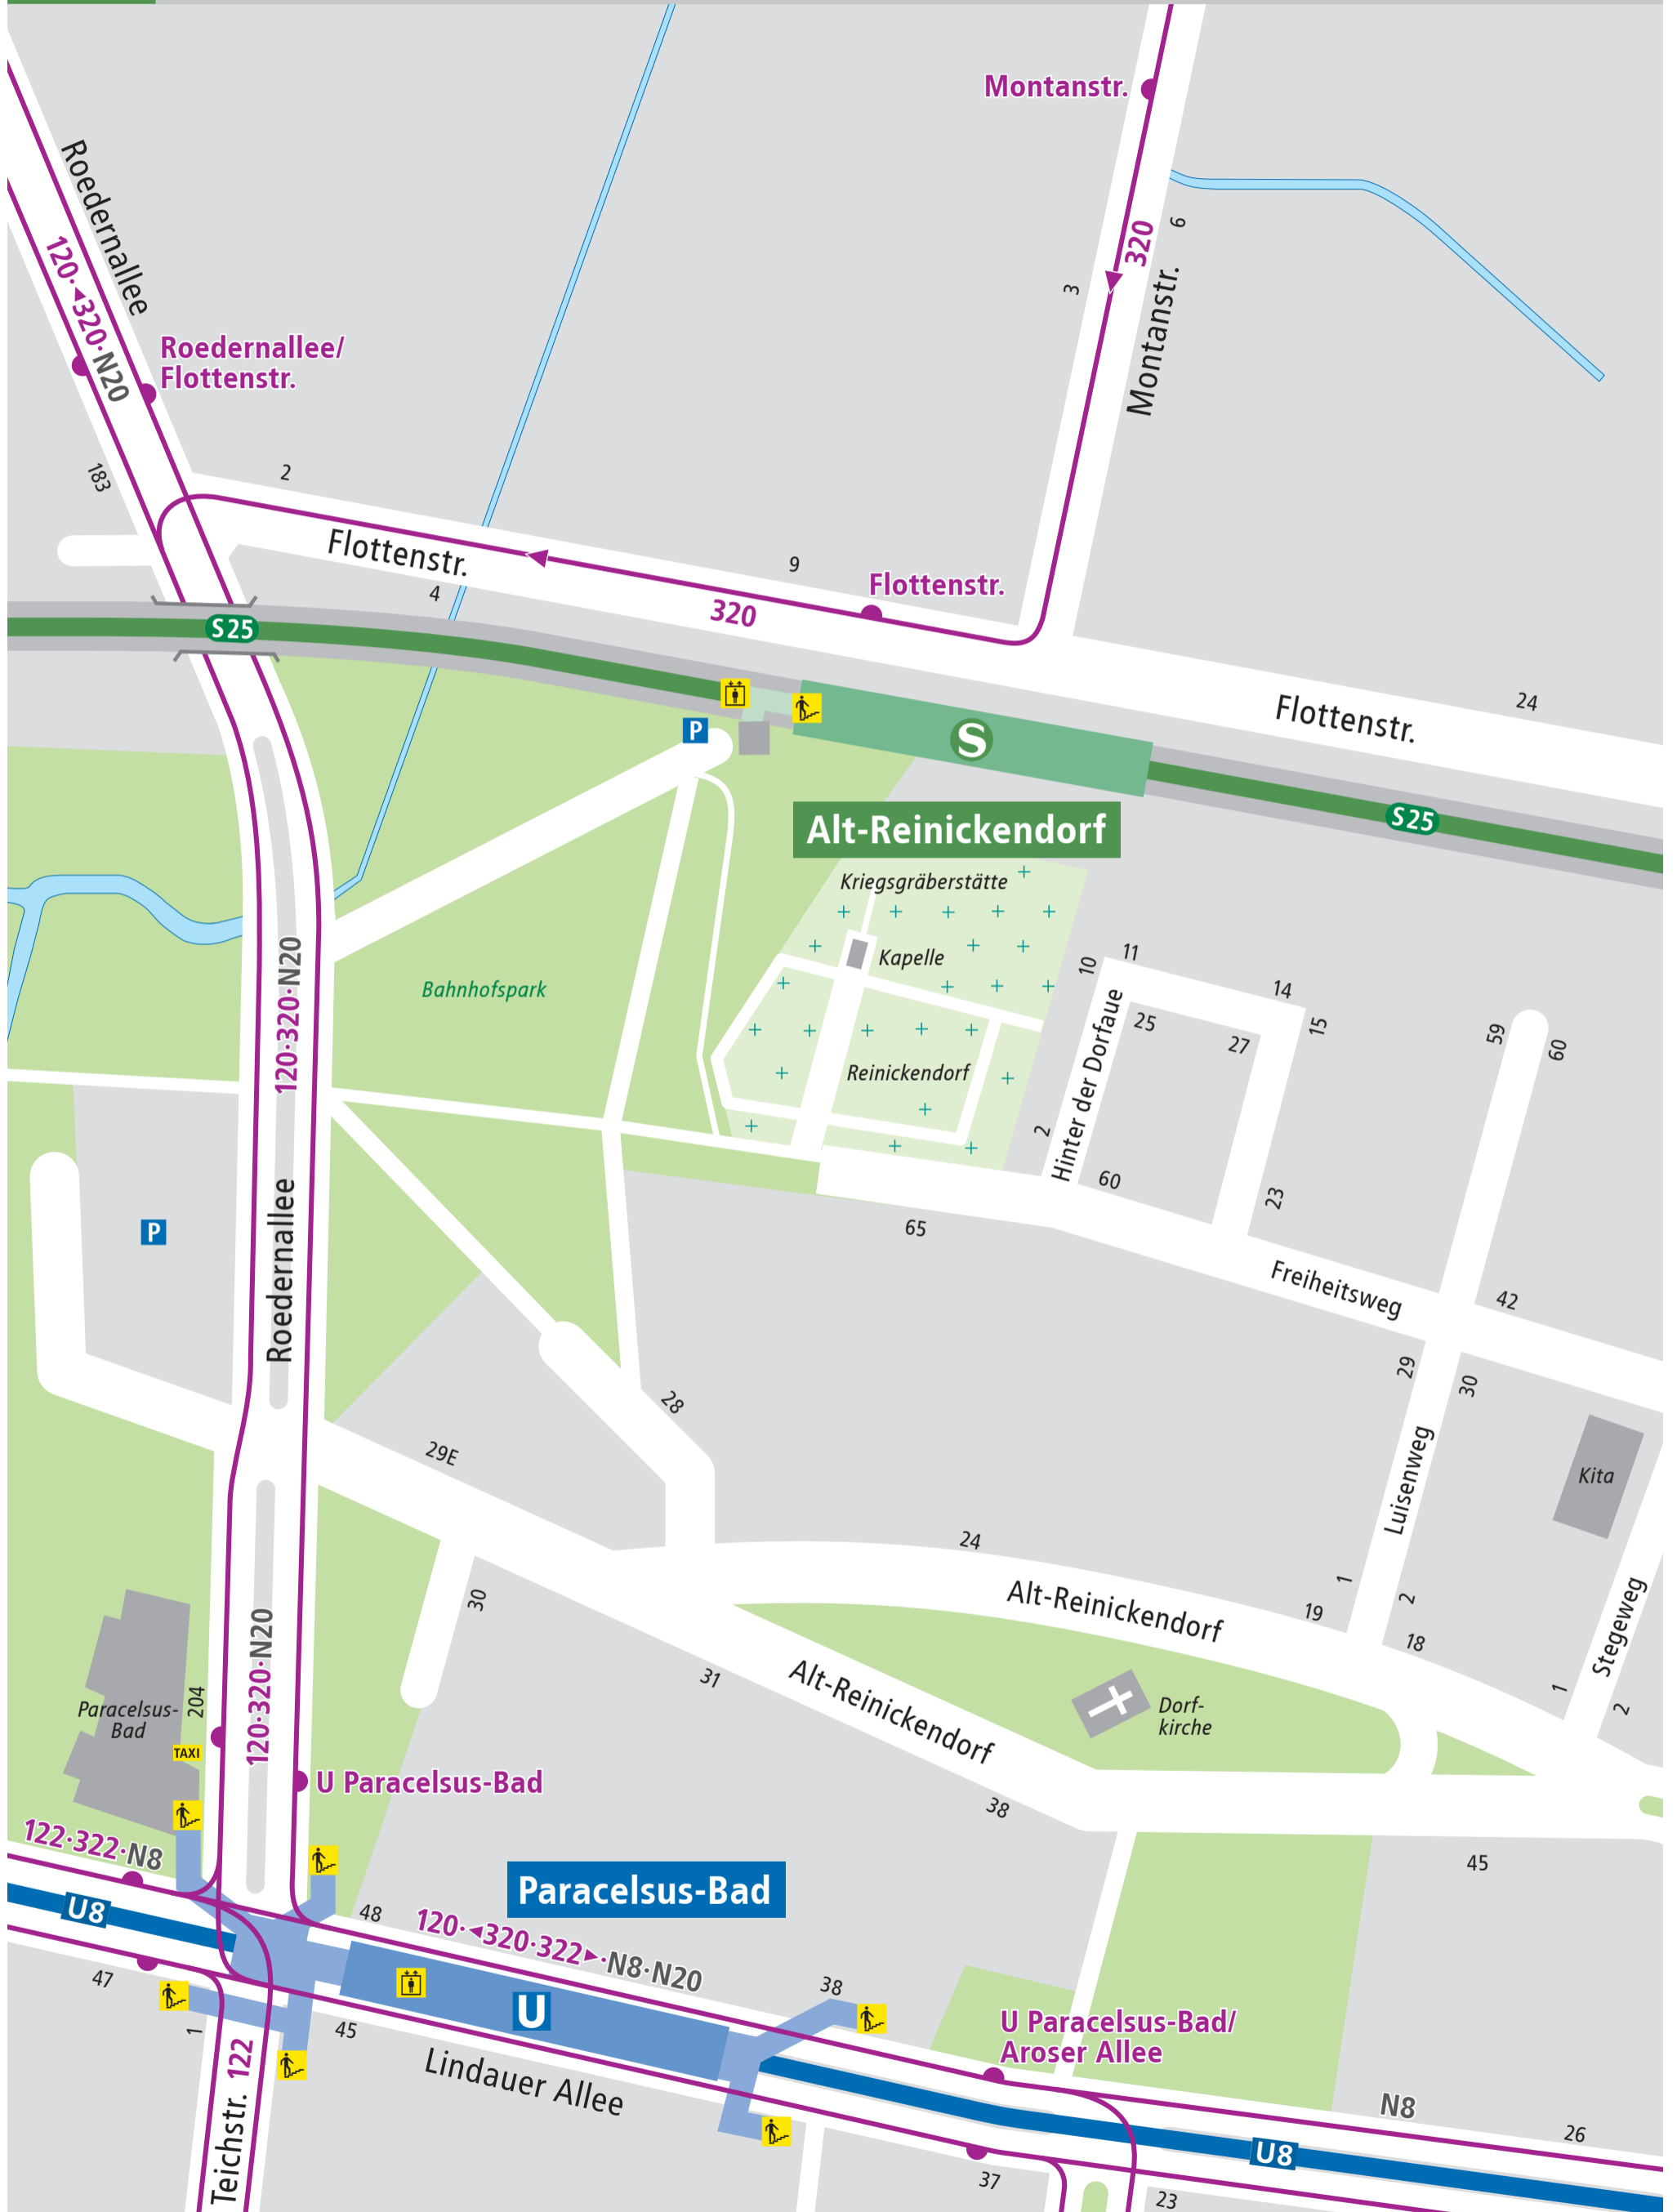 Montanstr.
Roedernallee
320
6
120·◄320·N20
3
Montanstr.
Roedernallee/
Flottenstr.
183
2
Flottenstr.
9
4
Flottenstr.
320
S25
24
P
S
Flottenstr.
S25
Alt-Reinickendorf
Kriegsgräberstätte
Kapelle
10
11
14
15
120·320·N20
Bahnhofspark
25
27
59
60
Reinickendorf
Hinter der Dorfaue
2
60
23
65
P
Roedernallee
Freiheitsweg
42
29
30
28
29E
Luisenweg
Kita
24
1
2
30
Alt-Reinickendorf
19
18
Stegeweg
1
2
120·320·N20
204
31
Alt-Reinickendorf
Paracelsus-
Bad
Dorf-
kirche
TAXI
U Paracelsus-Bad
38
122·322·N8
45
Paracelsus-Bad
U8
48
120·◄320·322►·N8·N20
47
U
38
1
45
U Paracelsus-Bad/
Aroser Allee
122
Lindauer Allee
N8
26
Teichstr.
U8
37
23